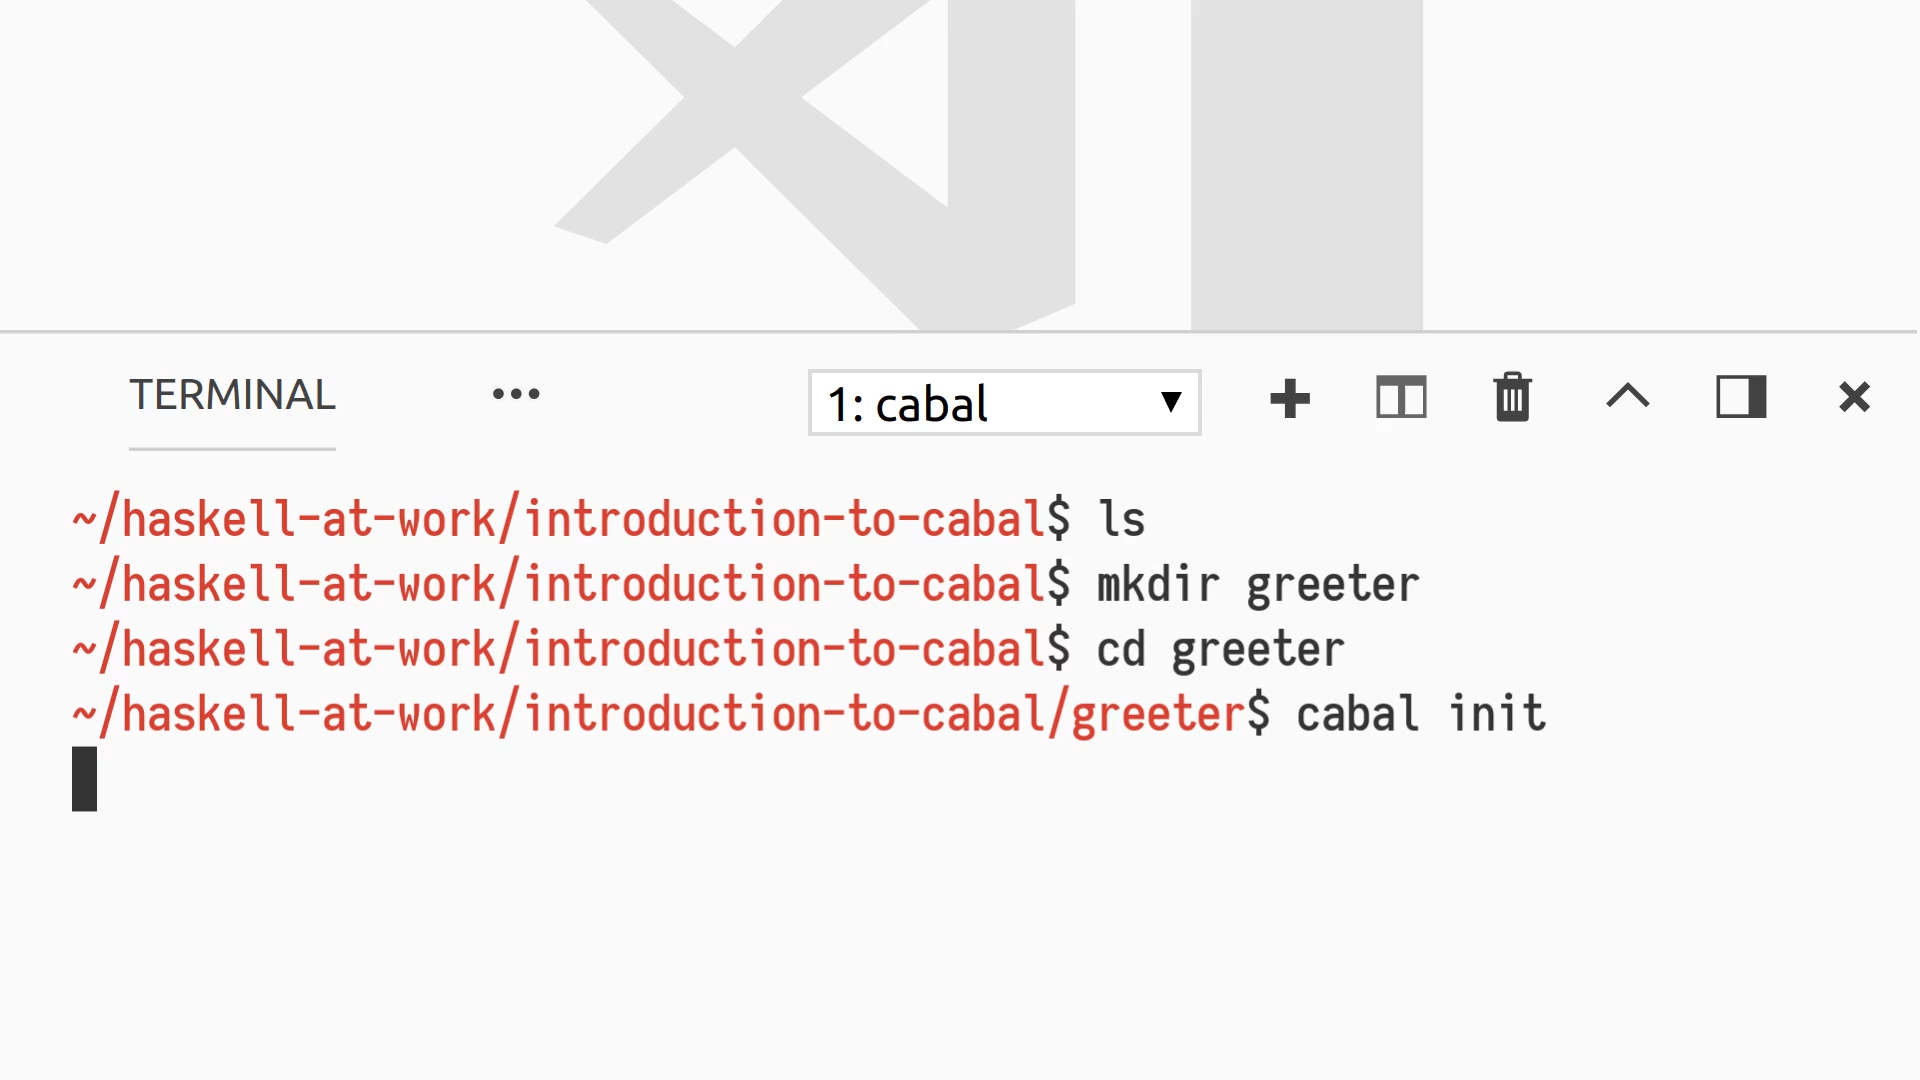 TERMINAL
1: cabal
~/haskell-at-work/introduction-to-cabal$ ls
~/haskell-at-work/introduction-to-cabal$ mkdir greeter
~/haskell-at-work/introduction-to-cabal$ cd greeter
~/haskell-at-work/introduction-to-cabal/greeter$ cabal init